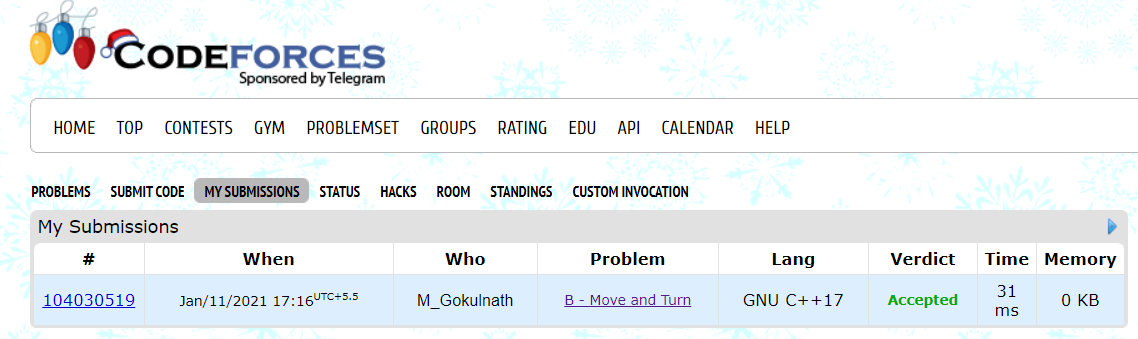 CODEFORCES
Sponsored by Telegram
HOME TOP CONTESTS GYM PROBLEMSET GROUPS RATING EDU API CALENDAR HELP
PROBLEMS SUBMIT CODE MY SUBMISSIONS STATUS HACKS ROOM STANDINGS CUSTOM INVOCATION
My Submissions
# When Who Problem Lang Verdict Time Memory
104030519 Jan/11/2021 17:16UTC+5.5 M_Gokulnath B - Move and Turn GNU C++17 Accepted 31 ms 0 KB